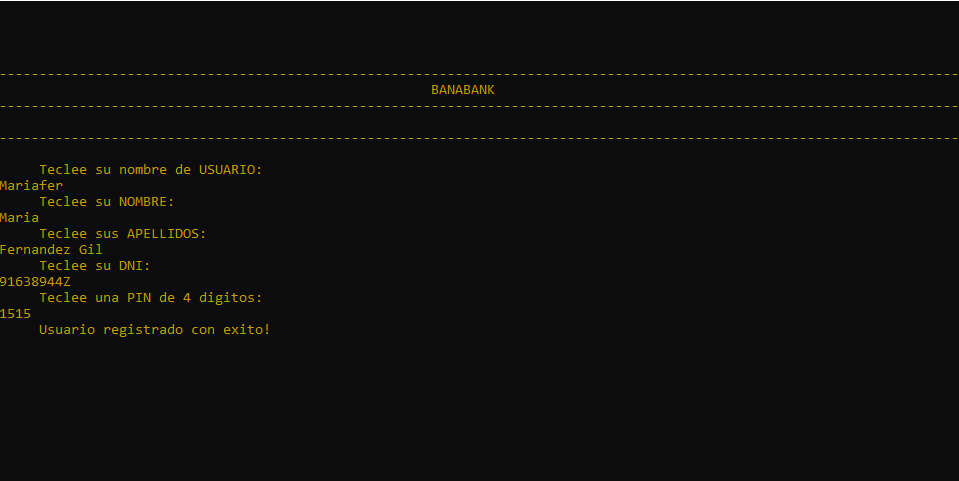 ------------------------------------------------------------------------------------------------------------------------
BANABANK
------------------------------------------------------------------------------------------------------------------------
------------------------------------------------------------------------------------------------------------------------
Teclee su nombre de USUARIO:
Mariafer
Teclee su NOMBRE:
Maria
Teclee sus APELLIDOS:
Fernandez Gil
Teclee su DNI:
91638944Z
Teclee una PIN de 4 digitos:
1515
Usuario registrado con exito!